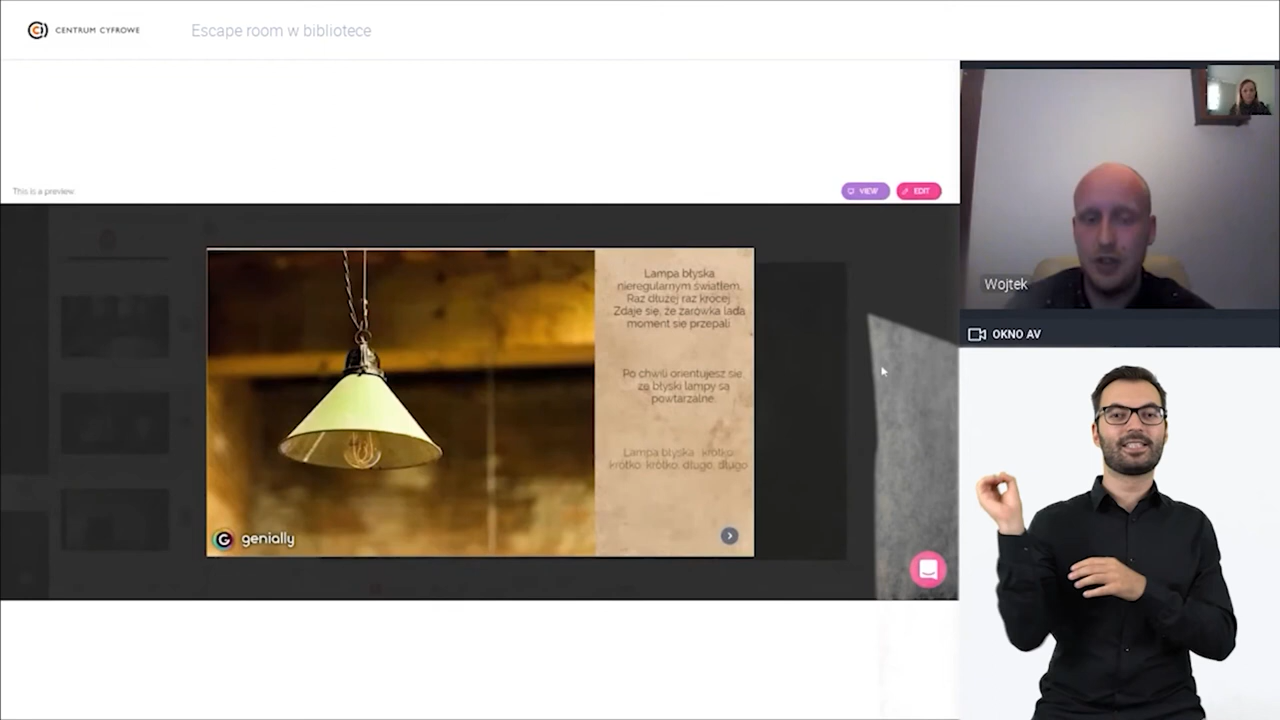 CENTRUM CYFROWE
Escape room w bibliotece
This is a preview.
VIEW
EDIT
Lampa błyska
nieregularnym światłem.
Raz dłużej raz krócej.
Zdaje się, że żarówka lada
moment sie przepali
Po chwili orientujesz się
że błyski lampy są
powtarzalne.
Lampa błyska krótko,
krótko, krótko, długo, długo
genially
Wojtek
OKNO AV